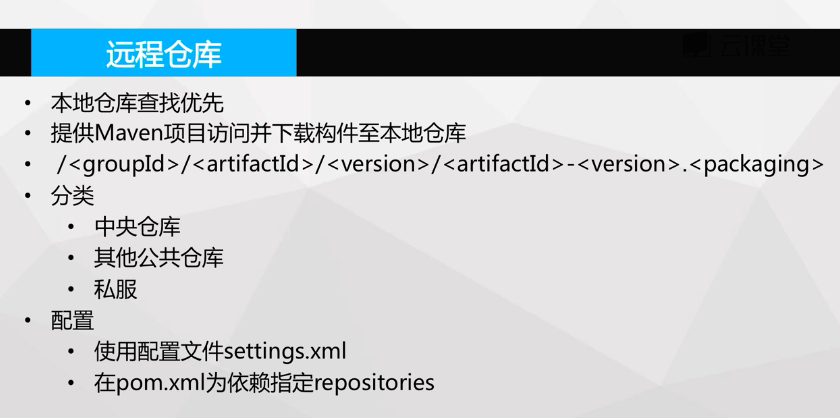 远程仓库
云课堂
• 本地仓库查找优先
• 提供Maven项目访问并下载构件至本地仓库
• /<groupId>/<artifactId>/<version>/<artifactId>-<version>.<packaging>
• 分类
• 中央仓库
• 其他公共仓库
• 私服
• 配置
• 使用配置文件settings.xml
• 在pom.xml为依赖指定repositories